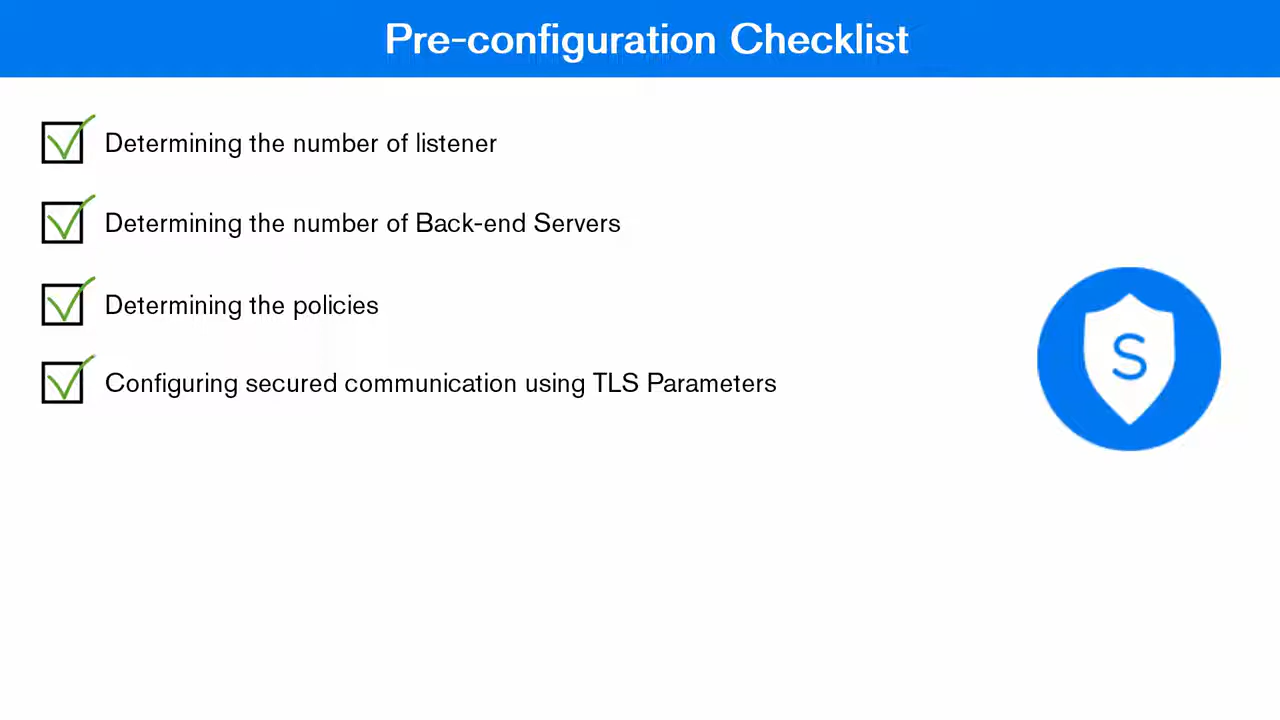 Pre-configuration Checklist
Determining the number of listener
Determining the number of Back-end Servers
Determining the policies
Configuring secured communication using TLS Parameters
S